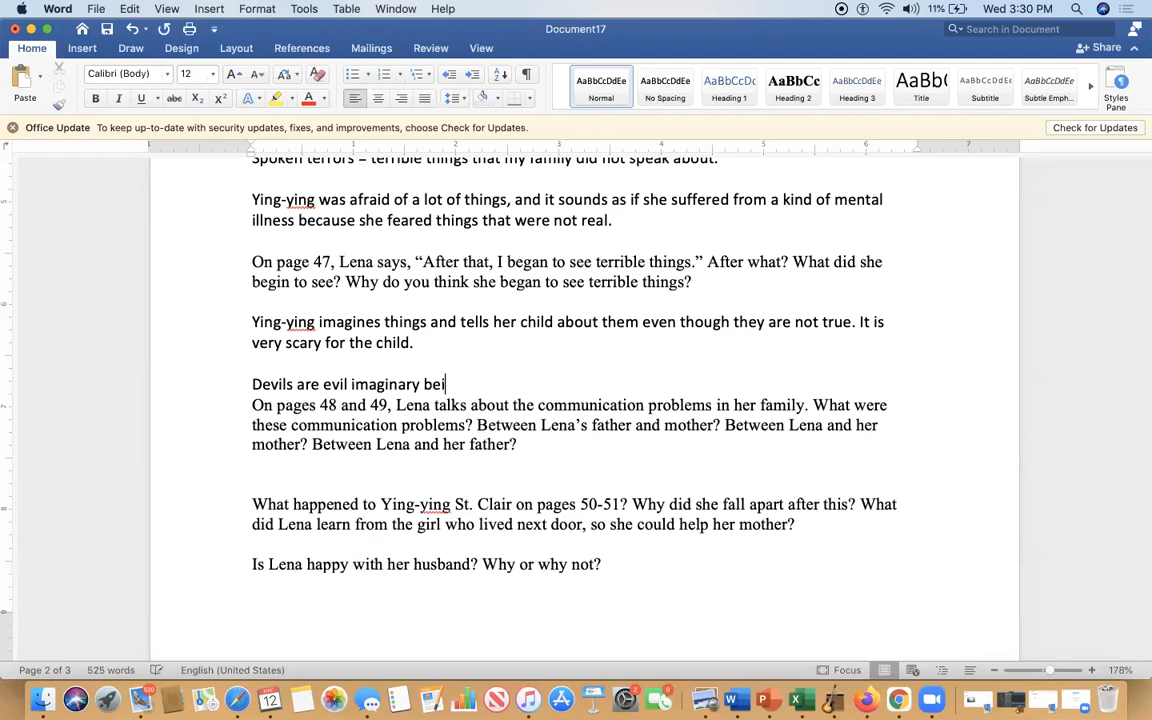 Word File Edit View Insert Format Tools Table Window Help 11% Wed 3:30 PM
Document17 Search in Document
Home Insert Draw Design Layout References Mailings Review View Share
Calibri (Body) 12 AaBbCcDdEe AaBbCcDdEe AaBbCcDc AaBbCc AaBbCcDdEe AaBb( AaBbCcDdEe AaBbCcDdEe
Paste B I U abc X₂ X² A A Normal No Spacing Heading 1 Heading 2 Heading 3 Title Subtitle Subtle Emph... Styles Pane
Office Update To keep up-to-date with security updates, fixes, and improvements, choose Check for Updates. Check for Updates
1 1 2 3 4 5 6 7
Spoken terrors = terrible things that my family did not speak about.
Ying-ying was afraid of a lot of things, and it sounds as if she suffered from a kind of mental
illness because she feared things that were not real.
On page 47, Lena says, “After that, I began to see terrible things.” After what? What did she
begin to see? Why do you think she began to see terrible things?
Ying-ying imagines things and tells her child about them even though they are not true. It is
very scary for the child.
Devils are evil imaginary bei
On pages 48 and 49, Lena talks about the communication problems in her family. What were
these communication problems? Between Lena’s father and mother? Between Lena and her
mother? Between Lena and her father?
What happened to Ying-ying St. Clair on pages 50-51? Why did she fall apart after this? What
did Lena learn from the girl who lived next door, so she could help her mother?
Is Lena happy with her husband? Why or why not?
Page 2 of 3 525 words English (United States) Focus 178%